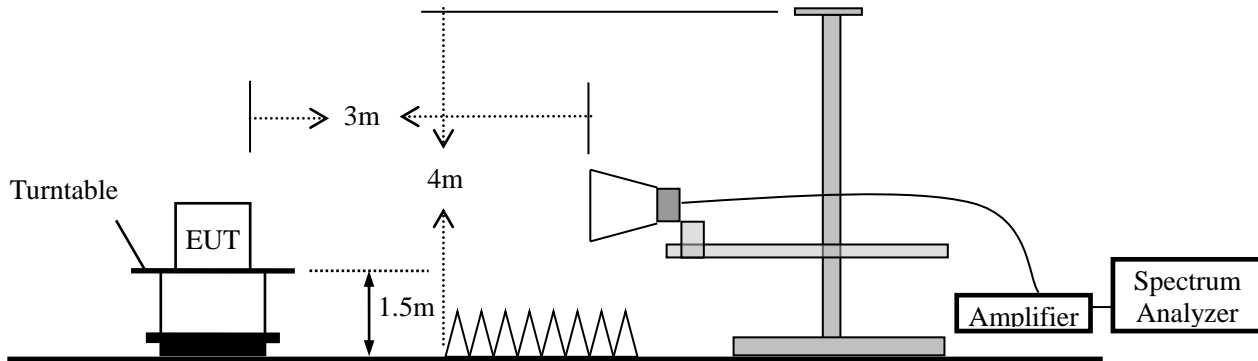 3m
4m
Turntable
EUT
1.5m
Spectrum
Analyzer
Amplifier